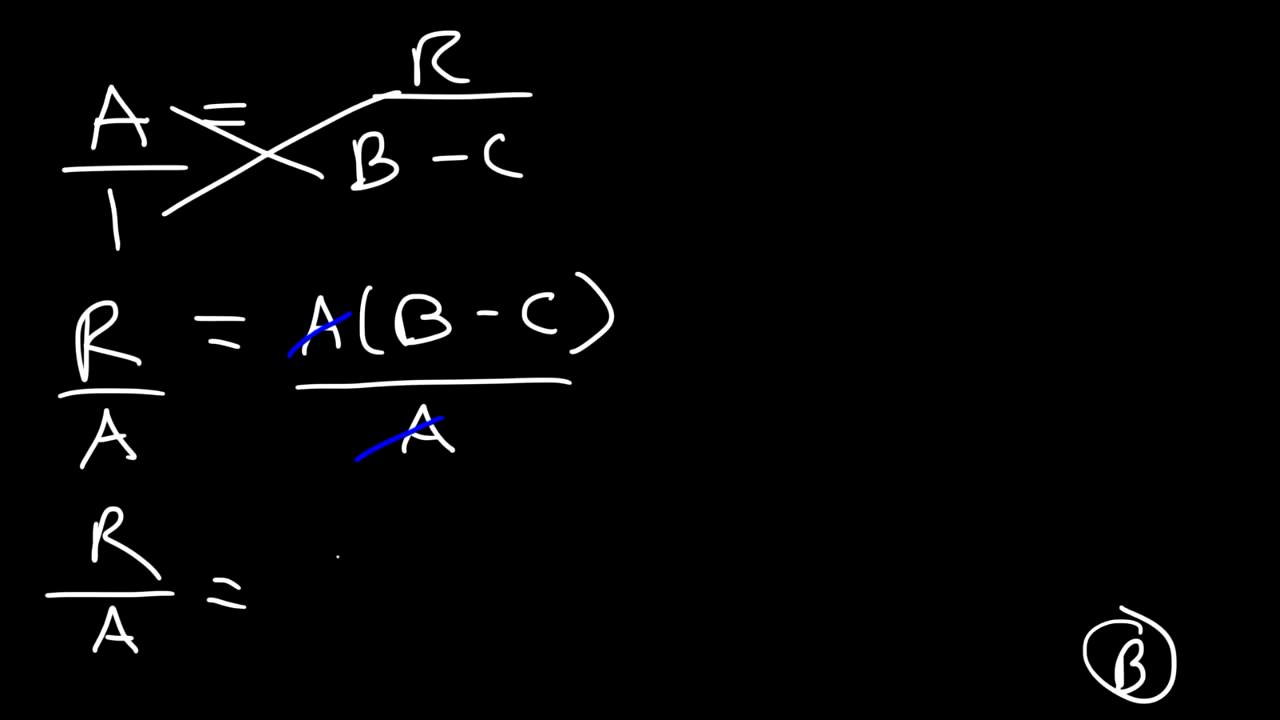 A/1 = R/(B - C)
R/A = A(B - C)/A
R/A =
B